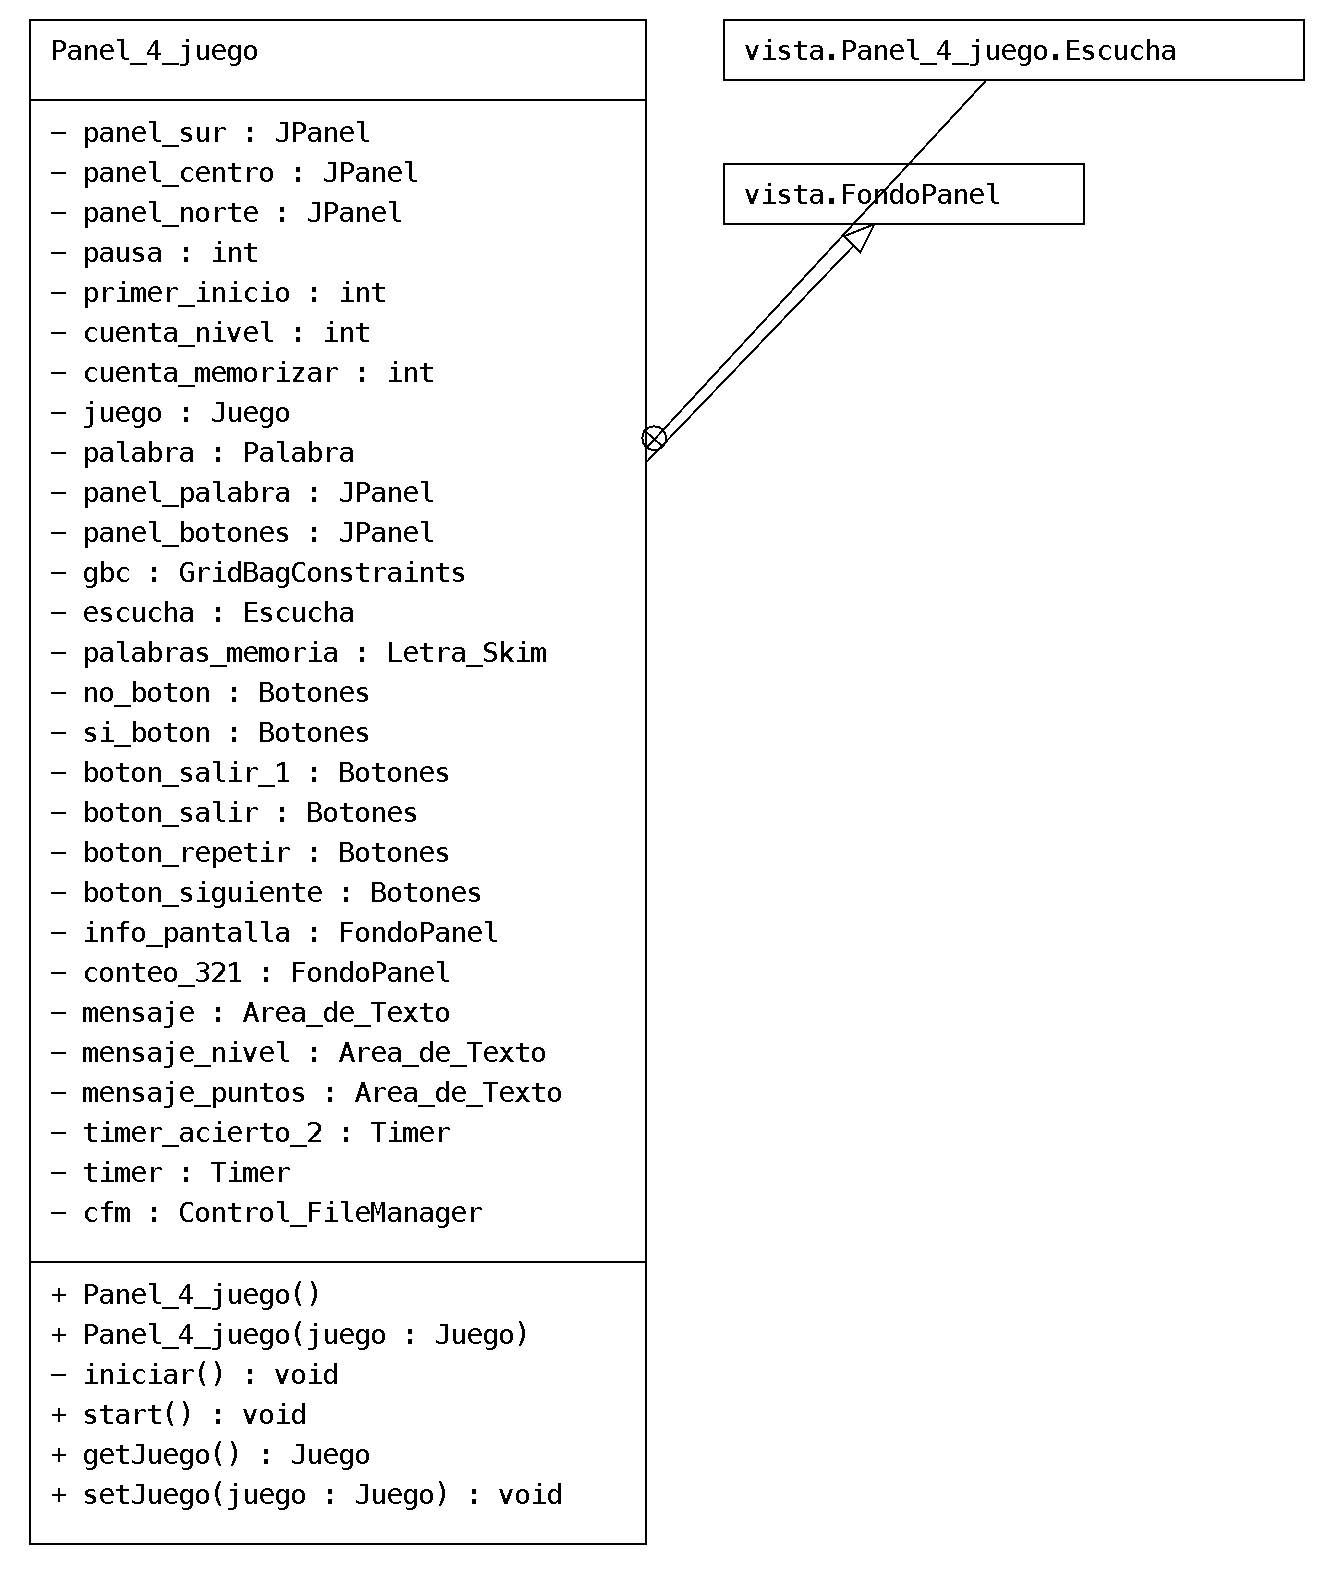 Panel_4_juego
− panel_sur : JPanel
− panel_centro : JPanel
− panel_norte : JPanel
− pausa : int
− primer_inicio : int
− cuenta_nivel : int
− cuenta_memorizar : int
− juego : Juego
− palabra : Palabra
− panel_palabra : JPanel
− panel_botones : JPanel
− gbc : GridBagConstraints
− escucha : Escucha
− palabras_memoria : Letra_Skim
− no_boton : Botones
− si_boton : Botones
− boton_salir_1 : Botones
− boton_salir : Botones
− boton_repetir : Botones
− boton_siguiente : Botones
− info_pantalla : FondoPanel
− conteo_321 : FondoPanel
− mensaje : Area_de_Texto
− mensaje_nivel : Area_de_Texto
− mensaje_puntos : Area_de_Texto
− timer_acierto_2 : Timer
− timer : Timer
− cfm : Control_FileManager
+ Panel_4_juego()
+ Panel_4_juego(juego : Juego)
− iniciar() : void
+ start() : void
+ getJuego() : Juego
+ setJuego(juego : Juego) : void
vista.Panel_4_juego.Escucha
vista.FondoPanel